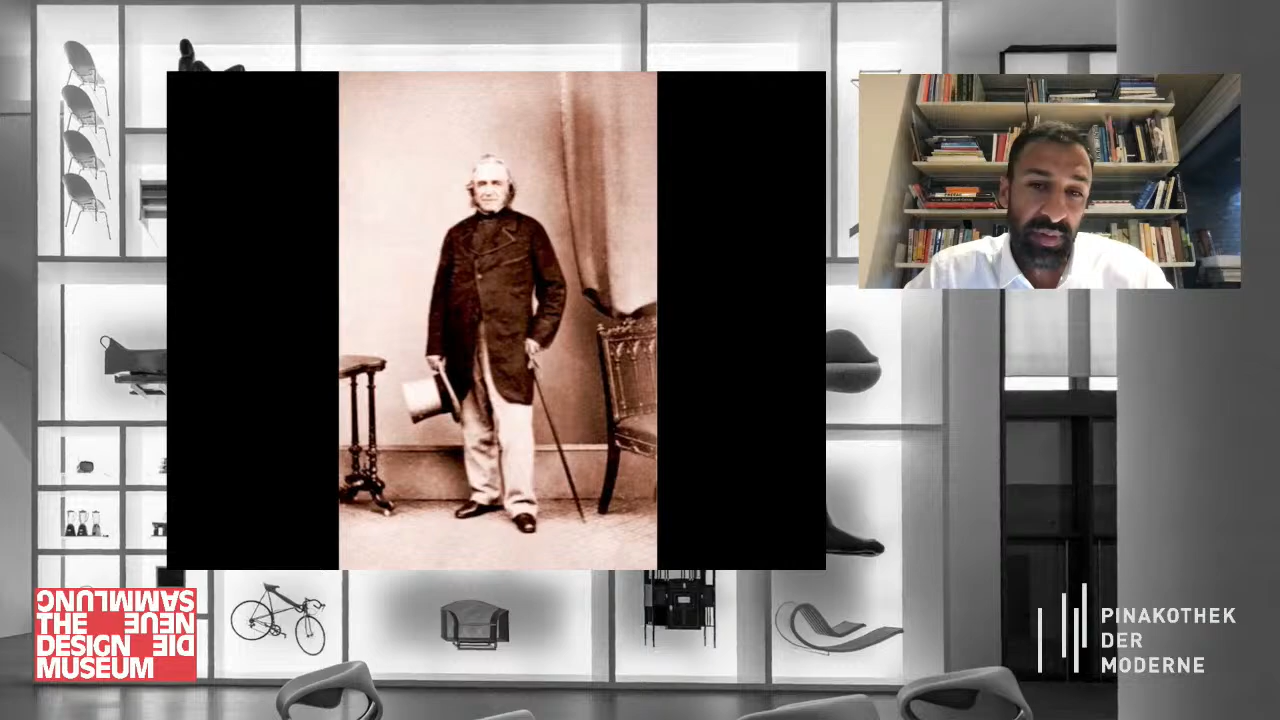 THE
DESIGN
MUSEUM
DIE
NEUE
SAMMLUNG
PINAKOTHEK
DER
MODERNE